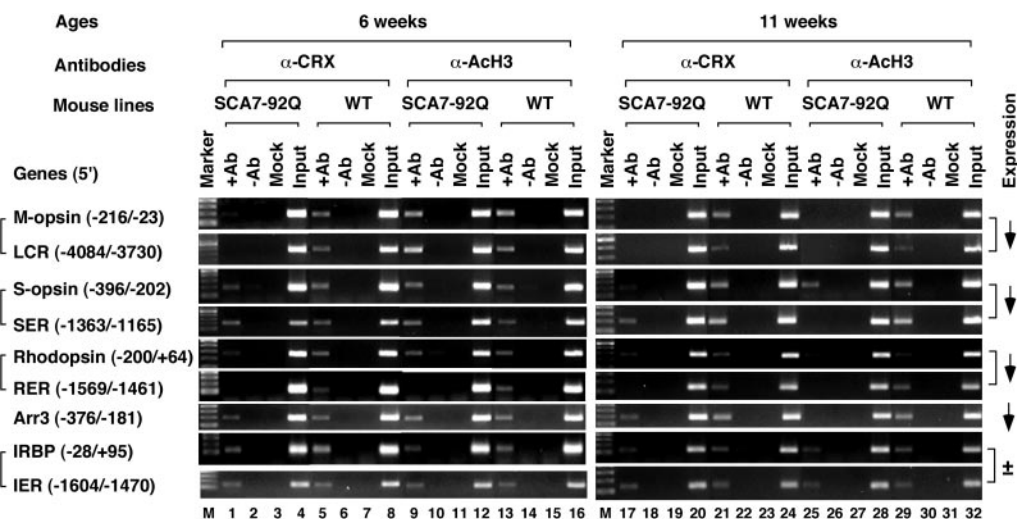 Ages 6 weeks 11 weeks
Antibodies α-CRX α-AcH3 α-CRX α-AcH3
Mouse lines SCA7-92Q WT SCA7-92Q WT SCA7-92Q WT SCA7-92Q WT
Genes (5') Marker +Ab -Ab Mock Input +Ab -Ab Mock Input +Ab -Ab Mock Input +Ab -Ab Mock Input Marker +Ab -Ab Mock Input +Ab -Ab Mock Input +Ab -Ab Mock Input +Ab -Ab Mock Input Expression
M-opsin (-216/-23)
LCR (-4084/-3730)
S-opsin (-396/-202)
SER (-1363/-1165)
Rhodopsin (-200/+64)
RER (-1569/-1461)
Arr3 (-376/-181)
IRBP (-28/+95) ±
IER (-1604/-1470)
M 1 2 3 4 5 6 7 8 9 10 11 12 13 14 15 16 M 17 18 19 20 21 22 23 24 25 26 27 28 29 30 31 32